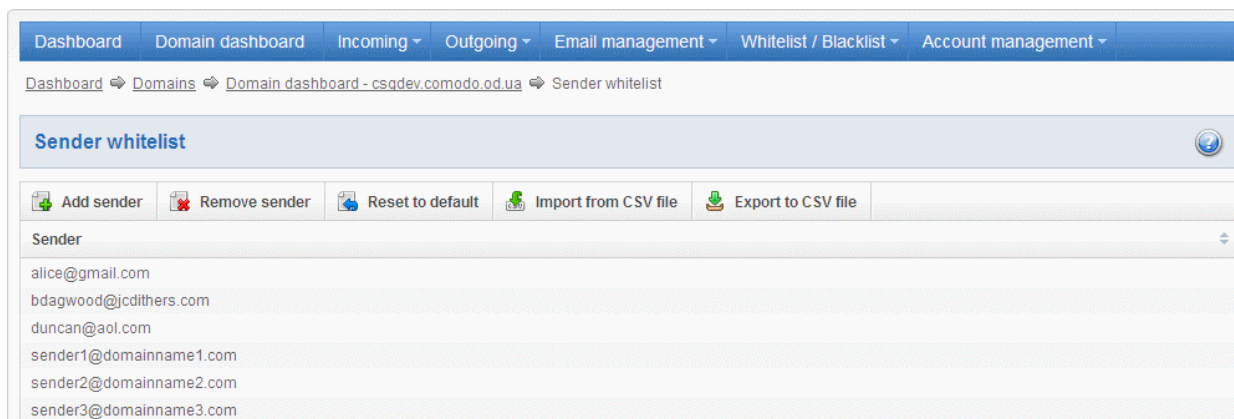 Dashboard Domain dashboard Incoming Outgoing Email management Whitelist / Blacklist Account management
Dashboard Domains Domain dashboard - csgdev.comodo.od.ua Sender whitelist
Sender whitelist
Add sender Remove sender Reset to default Import from CSV file Export to CSV file
Sender
alice@gmail.com
bdagwood@jcdithers.com
duncan@aol.com
sender1@domainname1.com
sender2@domainname2.com
sender3@domainname3.com